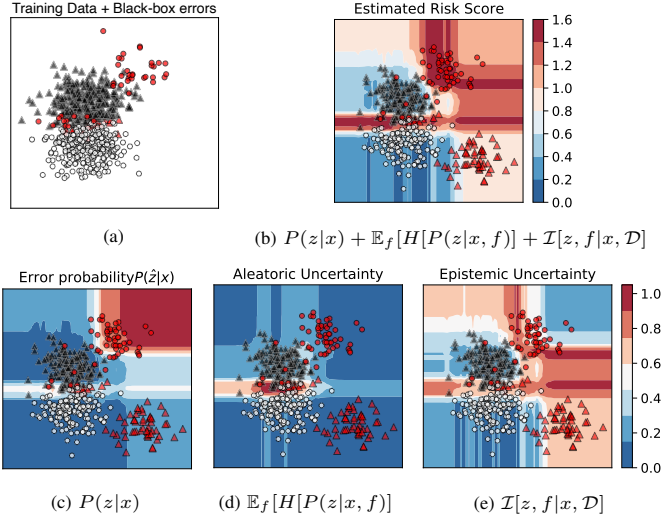 Training Data + Black-box errors
Estimated Risk Score
1.6
1.4
1.2
1.0
0.8
0.6
0.4
0.2
0.0
(a)
(b) P(z|x) + 𝔼_f[H[P(z|x, f)] + ℐ[z, f|x, 𝒟]
Error probabilityP(ẑ|x)
Aleatoric Uncertainty
Epistemic Uncertainty
1.0
0.8
0.6
0.4
0.2
0.0
(c) P(z|x)
(d) 𝔼_f[H[P(z|x, f)]
(e) ℐ[z, f|x, 𝒟]